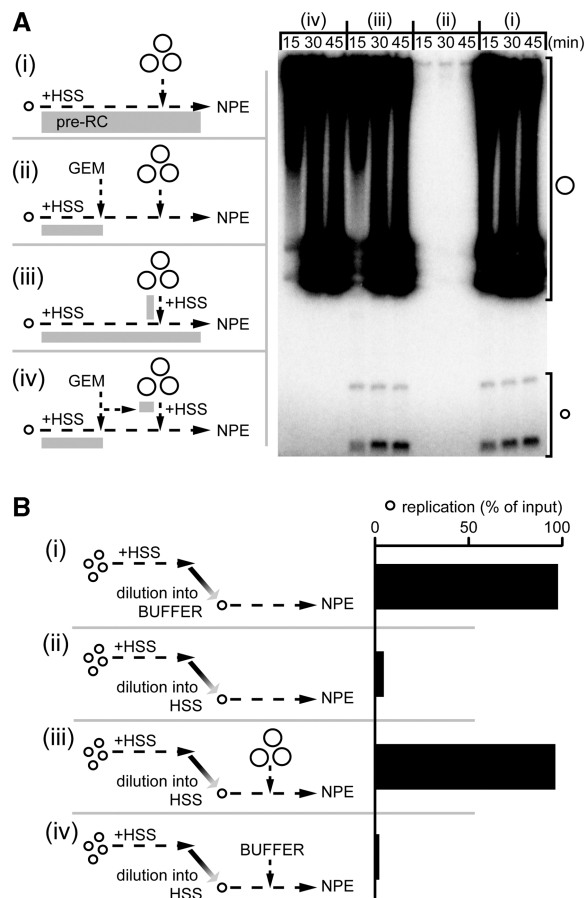 A
(iv) (iii) (ii) (i)
15 30 45 15 30 45 15 30 45 15 30 45 (min)
(i)
+HSS
NPE
pre-RC
(ii)
GEM
+HSS
NPE
(iii)
+HSS
+HSS
NPE
(iv)
GEM
+HSS
+HSS
NPE
B
replication (% of input)
0 50 100
(i)
+HSS
dilution into
BUFFER
NPE
(ii)
+HSS
dilution into
HSS
NPE
(iii)
+HSS
dilution into
HSS
NPE
(iv)
+HSS
BUFFER
dilution into
HSS
NPE